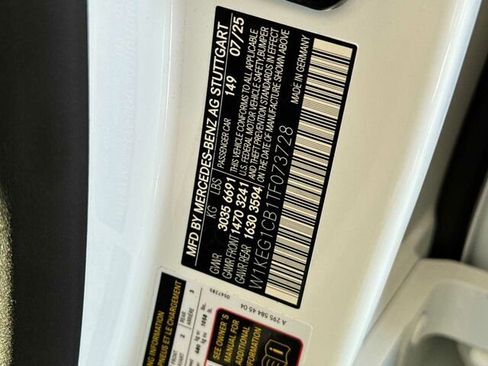 MFD BY MERCEDES-BENZ AG STUTTGART
PASSENGER CAR 149 07/25
KG LBS
GVWR 3035 6691
GAWR FRONT 1470 3241
GAWR REAR 1630 3594
THIS VEHICLE CONFORMS TO ALL APPLICABLE
U.S. FEDERAL MOTOR VEHICLE SAFETY, BUMPER
AND THEFT PREVENTION STANDARDS IN EFFECT
ON THE DATE OF MANUFACTURE SHOWN ABOVE
W1KEG1CB1TF073728
MADE IN GERMANY
A 295 584 45 04
SEE OWNER'S
MANUAL FOR
ADDITIONAL
INFORMATION